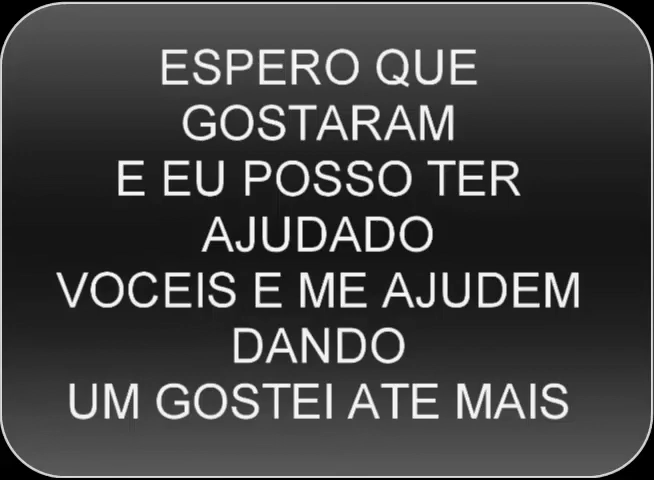 ESPERO QUE
GOSTARAM
E EU POSSO TER
AJUDADO
VOCEIS E ME AJUDEM
DANDO
UM GOSTEI ATE MAIS